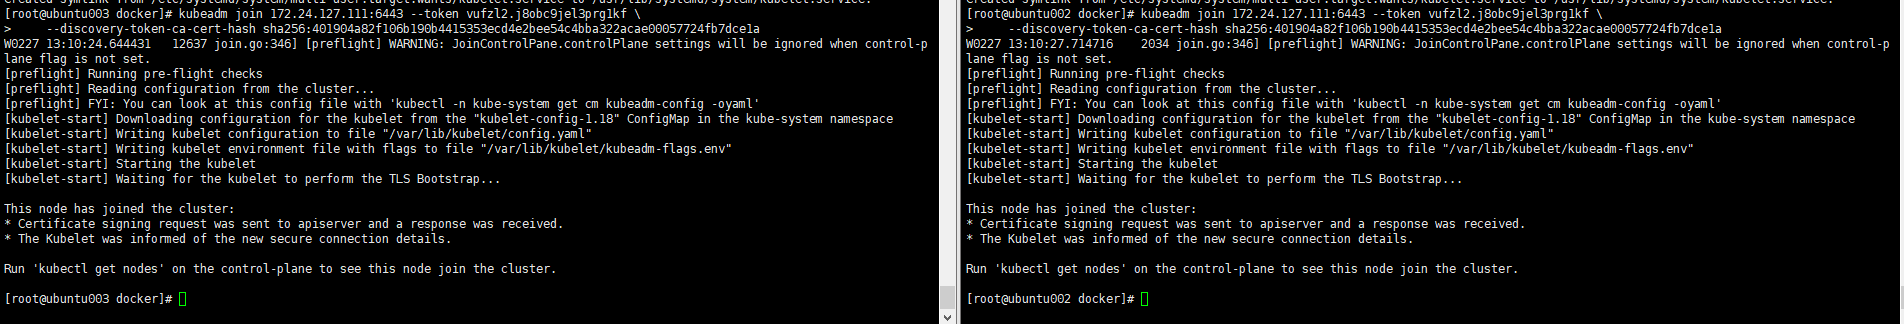 [root@ubuntu003 docker]# kubeadm join 172.24.127.111:6443 --token vufzl2.j8obc9jel3prg1kf \
>     --discovery-token-ca-cert-hash sha256:401904a82f106b190b4415353ecd4e2bee54c4bba322acae00057724fb7dce1a
W0227 13:10:24.644431   12637 join.go:346] [preflight] WARNING: JoinControlPane.controlPlane settings will be ignored when control-p
lane flag is not set.
[preflight] Running pre-flight checks
[preflight] Reading configuration from the cluster...
[preflight] FYI: You can look at this config file with 'kubectl -n kube-system get cm kubeadm-config -oyaml'
[kubelet-start] Downloading configuration for the kubelet from the "kubelet-config-1.18" ConfigMap in the kube-system namespace
[kubelet-start] Writing kubelet configuration to file "/var/lib/kubelet/config.yaml"
[kubelet-start] Writing kubelet environment file with flags to file "/var/lib/kubelet/kubeadm-flags.env"
[kubelet-start] Starting the kubelet
[kubelet-start] Waiting for the kubelet to perform the TLS Bootstrap...
This node has joined the cluster:
* Certificate signing request was sent to apiserver and a response was received.
* The Kubelet was informed of the new secure connection details.
Run 'kubectl get nodes' on the control-plane to see this node join the cluster.
[root@ubuntu003 docker]#
[root@ubuntu002 docker]# kubeadm join 172.24.127.111:6443 --token vufzl2.j8obc9jel3prg1kf \
>     --discovery-token-ca-cert-hash sha256:401904a82f106b190b4415353ecd4e2bee54c4bba322acae00057724fb7dce1a
W0227 13:10:27.714716    2034 join.go:346] [preflight] WARNING: JoinControlPane.controlPlane settings will be ignored when control-p
lane flag is not set.
[preflight] Running pre-flight checks
[preflight] Reading configuration from the cluster...
[preflight] FYI: You can look at this config file with 'kubectl -n kube-system get cm kubeadm-config -oyaml'
[kubelet-start] Downloading configuration for the kubelet from the "kubelet-config-1.18" ConfigMap in the kube-system namespace
[kubelet-start] Writing kubelet configuration to file "/var/lib/kubelet/config.yaml"
[kubelet-start] Writing kubelet environment file with flags to file "/var/lib/kubelet/kubeadm-flags.env"
[kubelet-start] Starting the kubelet
[kubelet-start] Waiting for the kubelet to perform the TLS Bootstrap...
This node has joined the cluster:
* Certificate signing request was sent to apiserver and a response was received.
* The Kubelet was informed of the new secure connection details.
Run 'kubectl get nodes' on the control-plane to see this node join the cluster.
[root@ubuntu002 docker]#